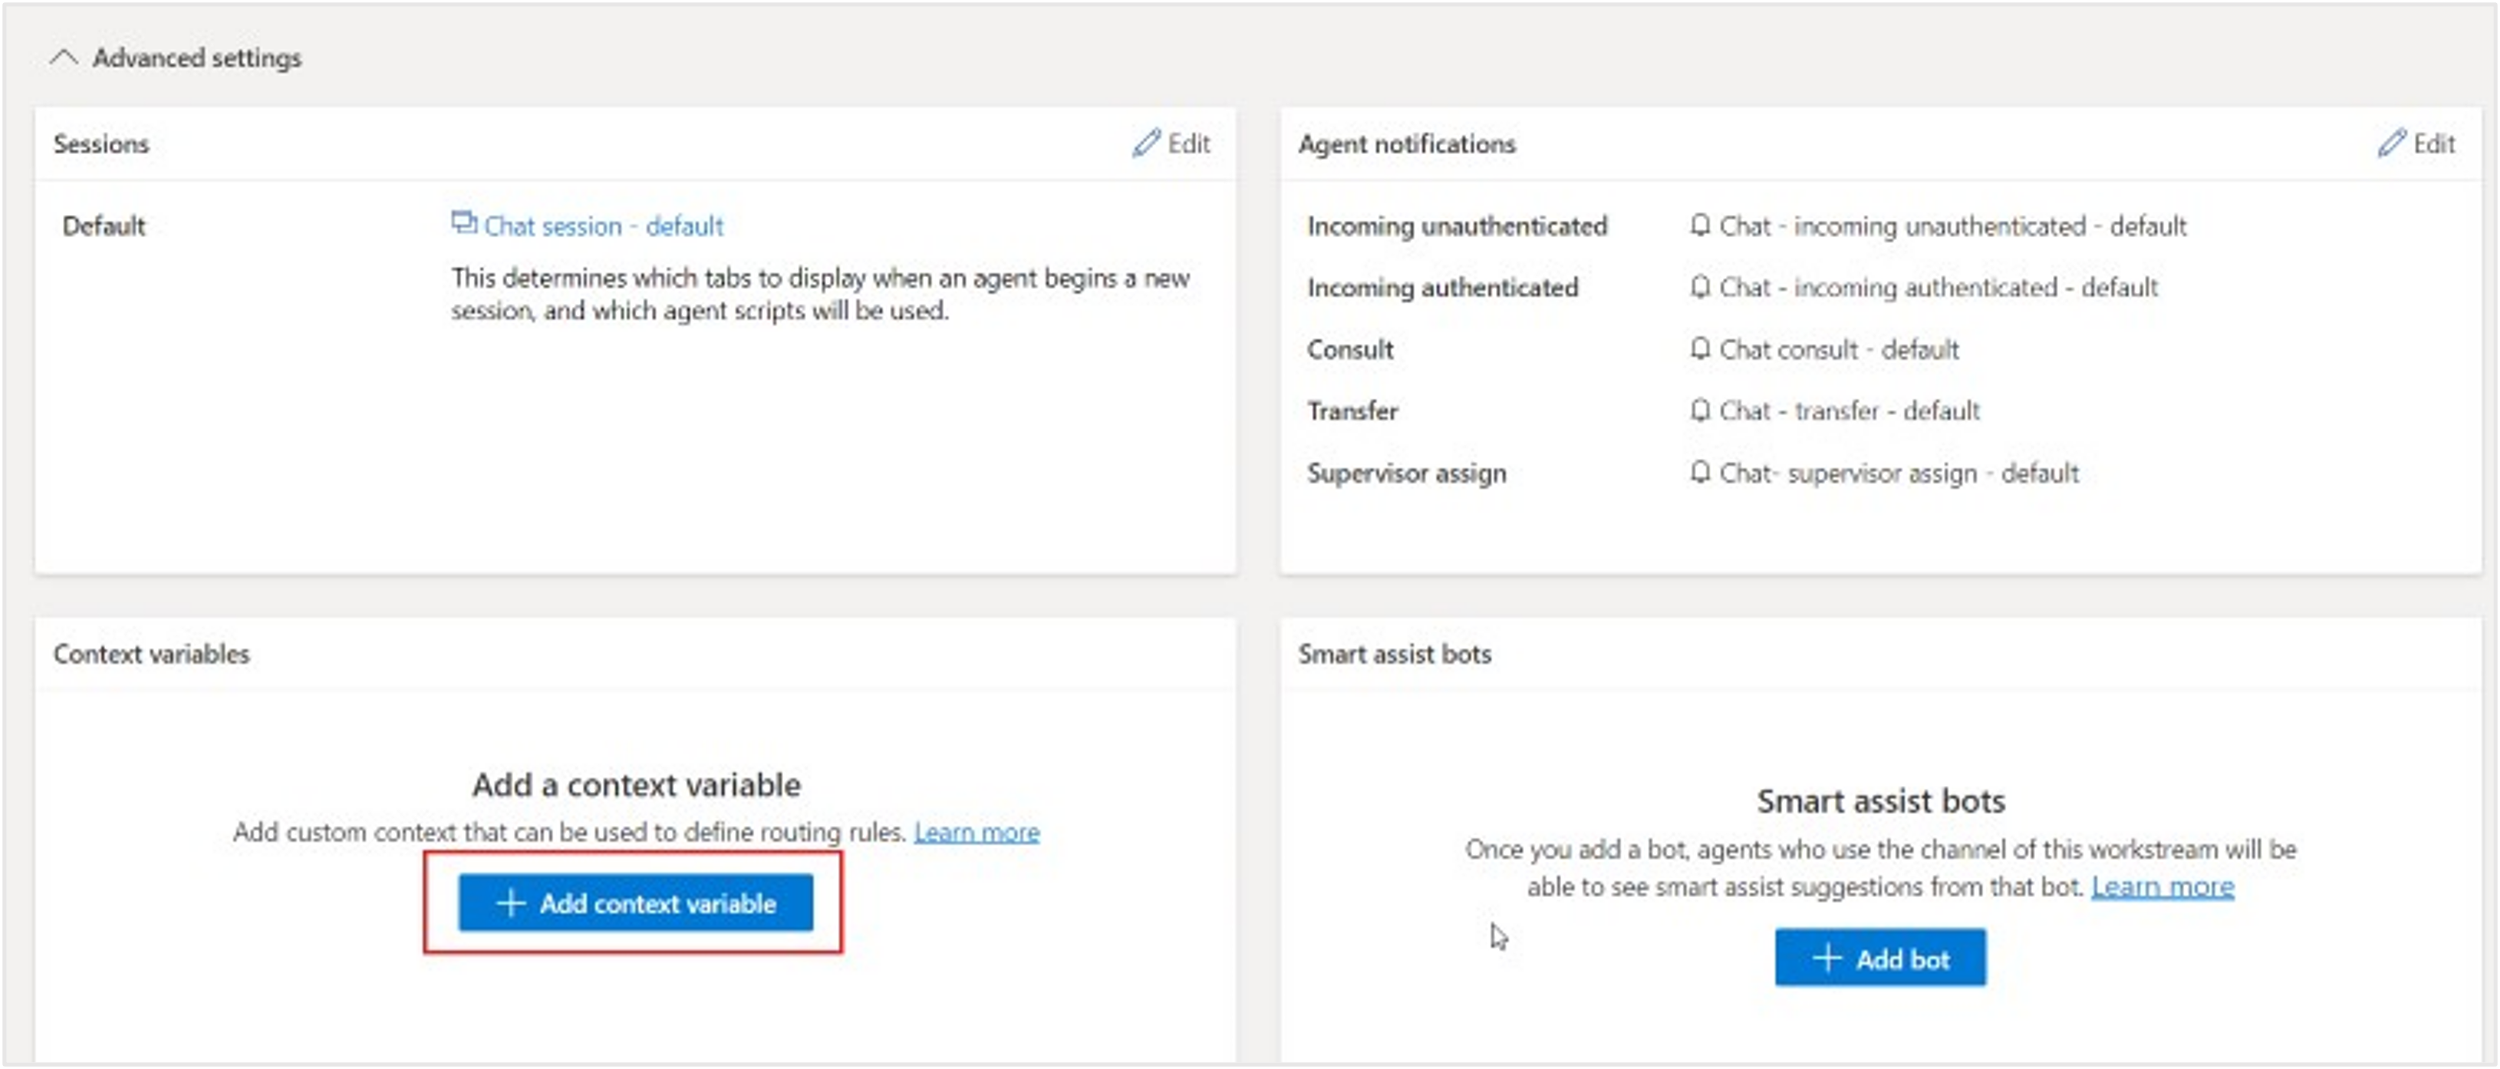 Advanced settings
Sessions
Edit
Default
Chat session - default
This determines which tabs to display when an agent begins a new
session, and which agent scripts will be used.
Agent notifications
Edit
Incoming unauthenticated
Chat - incoming unauthenticated - default
Incoming authenticated
Chat - incoming authenticated - default
Consult
Chat consult - default
Transfer
Chat - transfer - default
Supervisor assign
Chat- supervisor assign - default
Context variables
Add a context variable
Add custom context that can be used to define routing rules. Learn more
Add context variable
Smart assist bots
Smart assist bots
Once you add a bot, agents who use the channel of this workstream will be
able to see smart assist suggestions from that bot. Learn more
Add bot